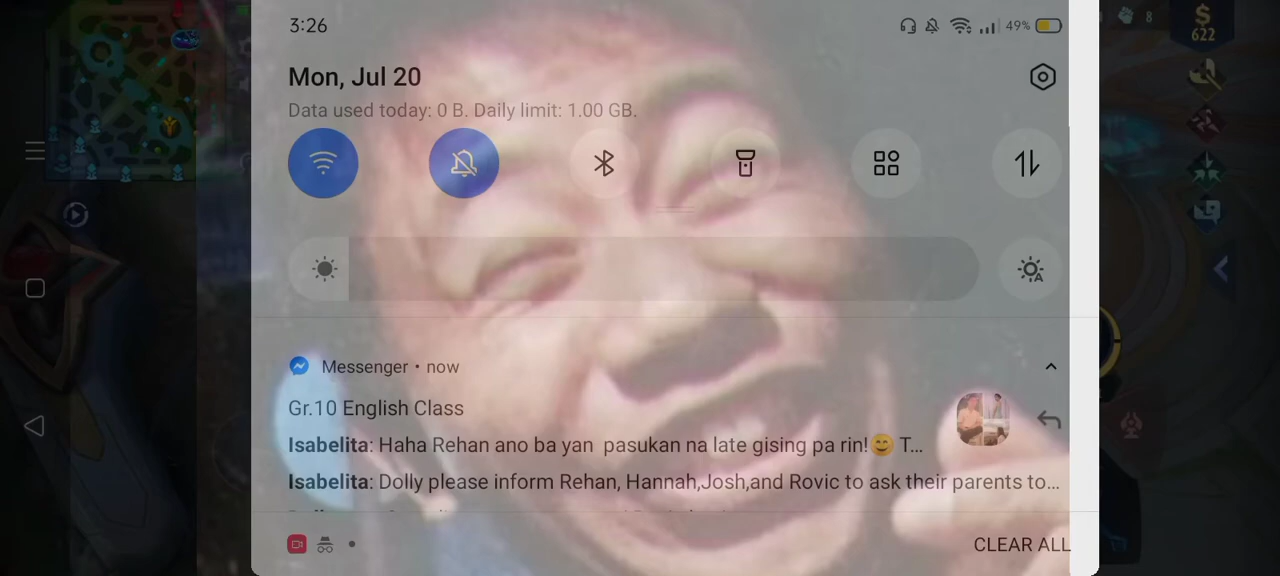 3:26
49%
8
$
622
Mon, Jul 20
Data used today: 0 B. Daily limit: 1.00 GB.
A
Messenger • now
Gr.10 English Class
Isabelita: Haha Rehan ano ba yan pasukan na late gising pa rin!😊 T...
Isabelita: Dolly please inform Rehan, Hannah,Josh,and Rovic to ask their parents to...
CLEAR ALL